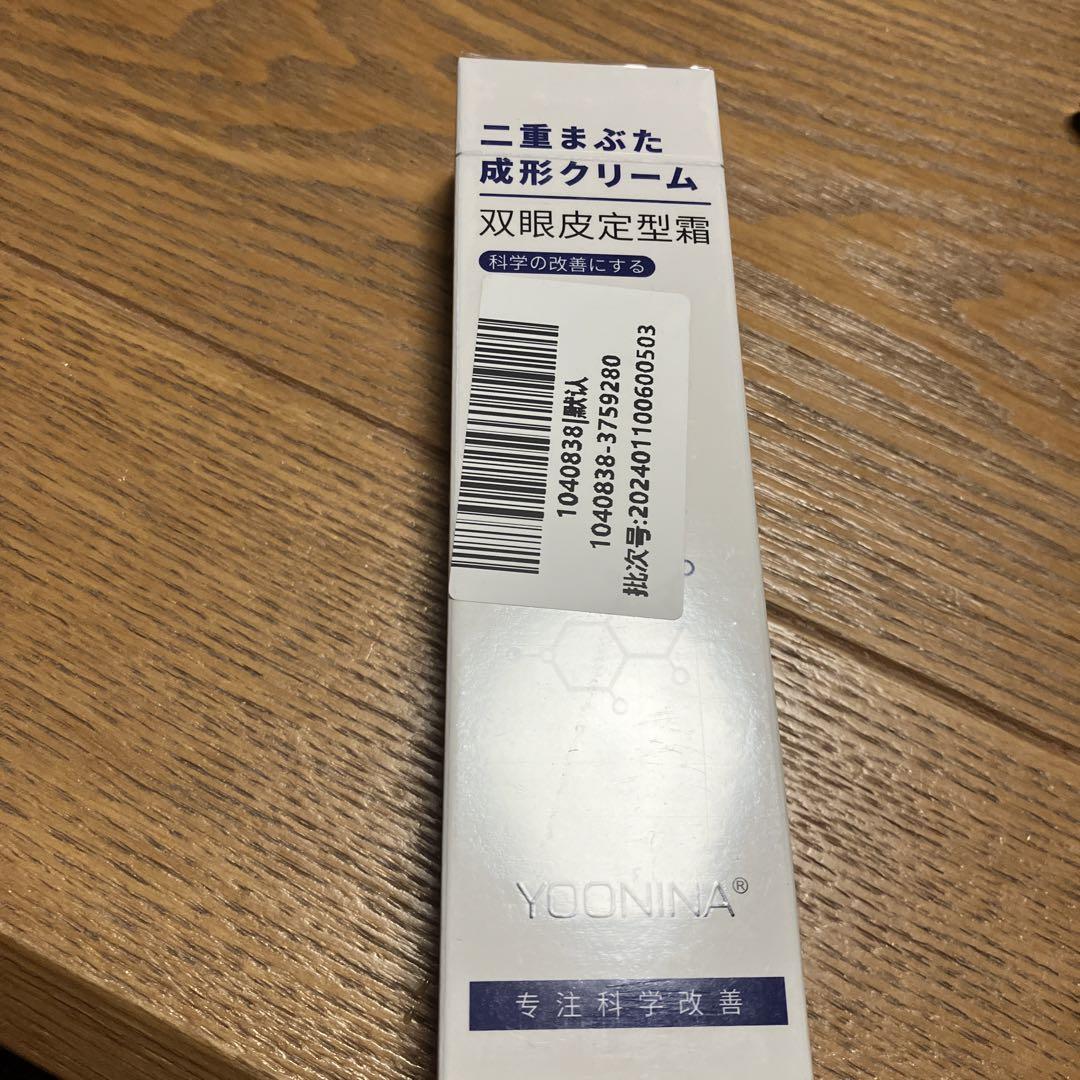 二重まぶた
成形クリーム
双眼皮定型霜
科学の改善にする
1040838|默认
1040838-3759280
批次号:202401100600503
YOONINA®
专注科学改善